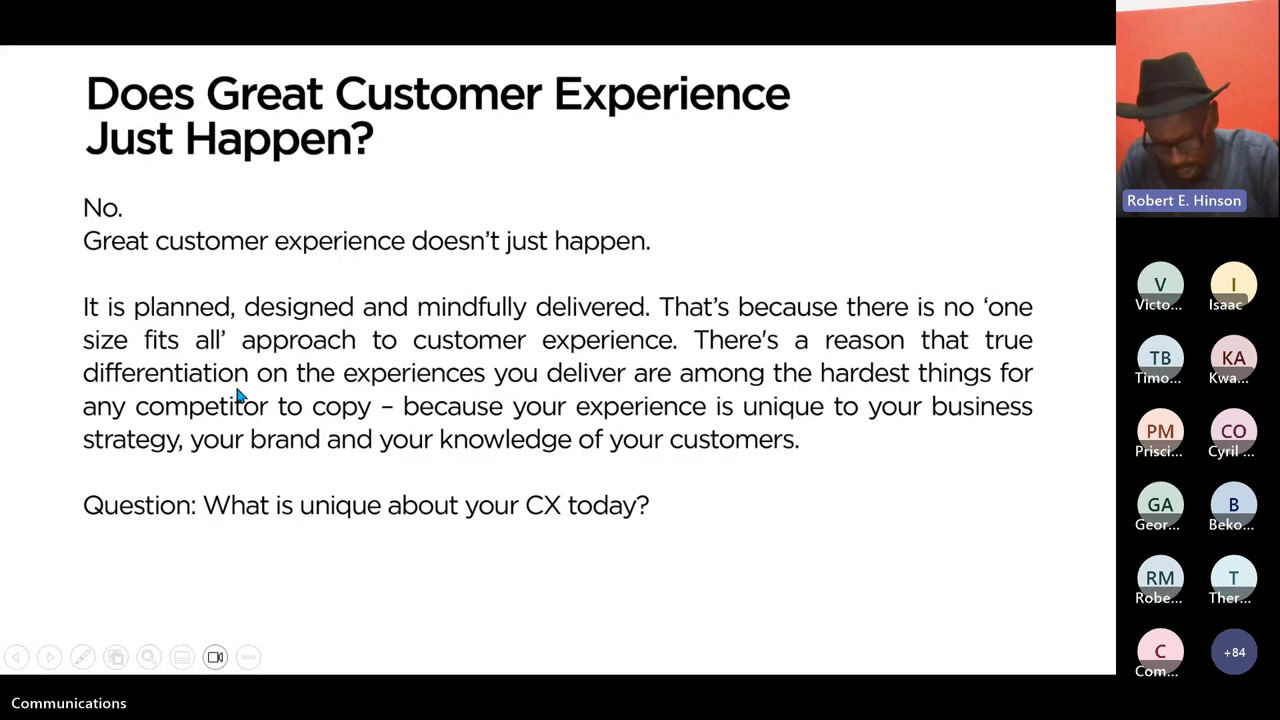 Does Great Customer Experience
Just Happen?
No.
Great customer experience doesn’t just happen.
It is planned, designed and mindfully delivered. That’s because there is no ‘one
size fits all’ approach to customer experience. There's a reason that true
differentiation on the experiences you deliver are among the hardest things for
any competitor to copy – because your experience is unique to your business
strategy, your brand and your knowledge of your customers.
Question: What is unique about your CX today?
Communications
Robert E. Hinson
V
Victo...
I
Isaac
TB
Timo...
KA
Kwa...
PM
Prisci...
CO
Cyril ...
GA
Geor...
B
Beko...
RM
Robe...
T
Ther...
C
Com...
+84